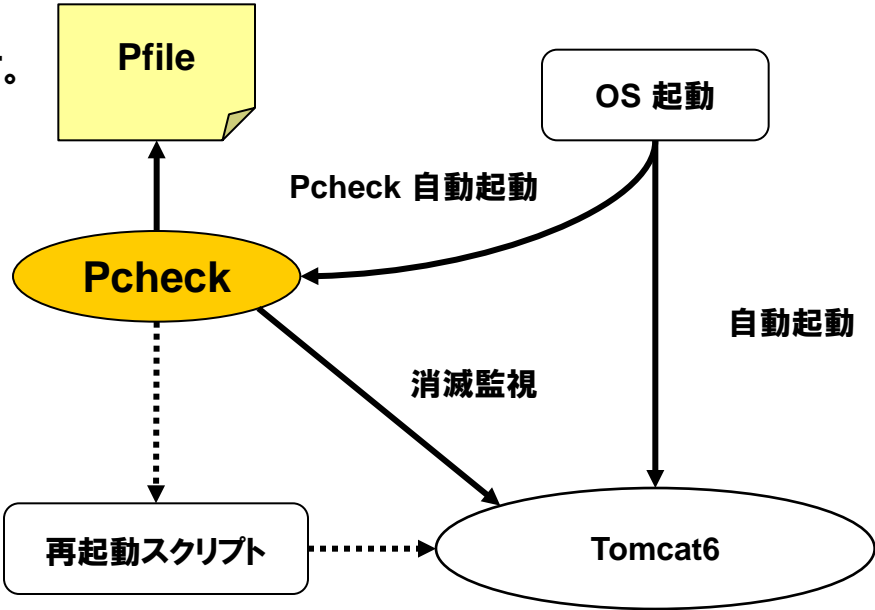 。
Pfile
OS 起動
Pcheck 自動起動
Pcheck
自動起動
消滅監視
再起動スクリプト
Tomcat6